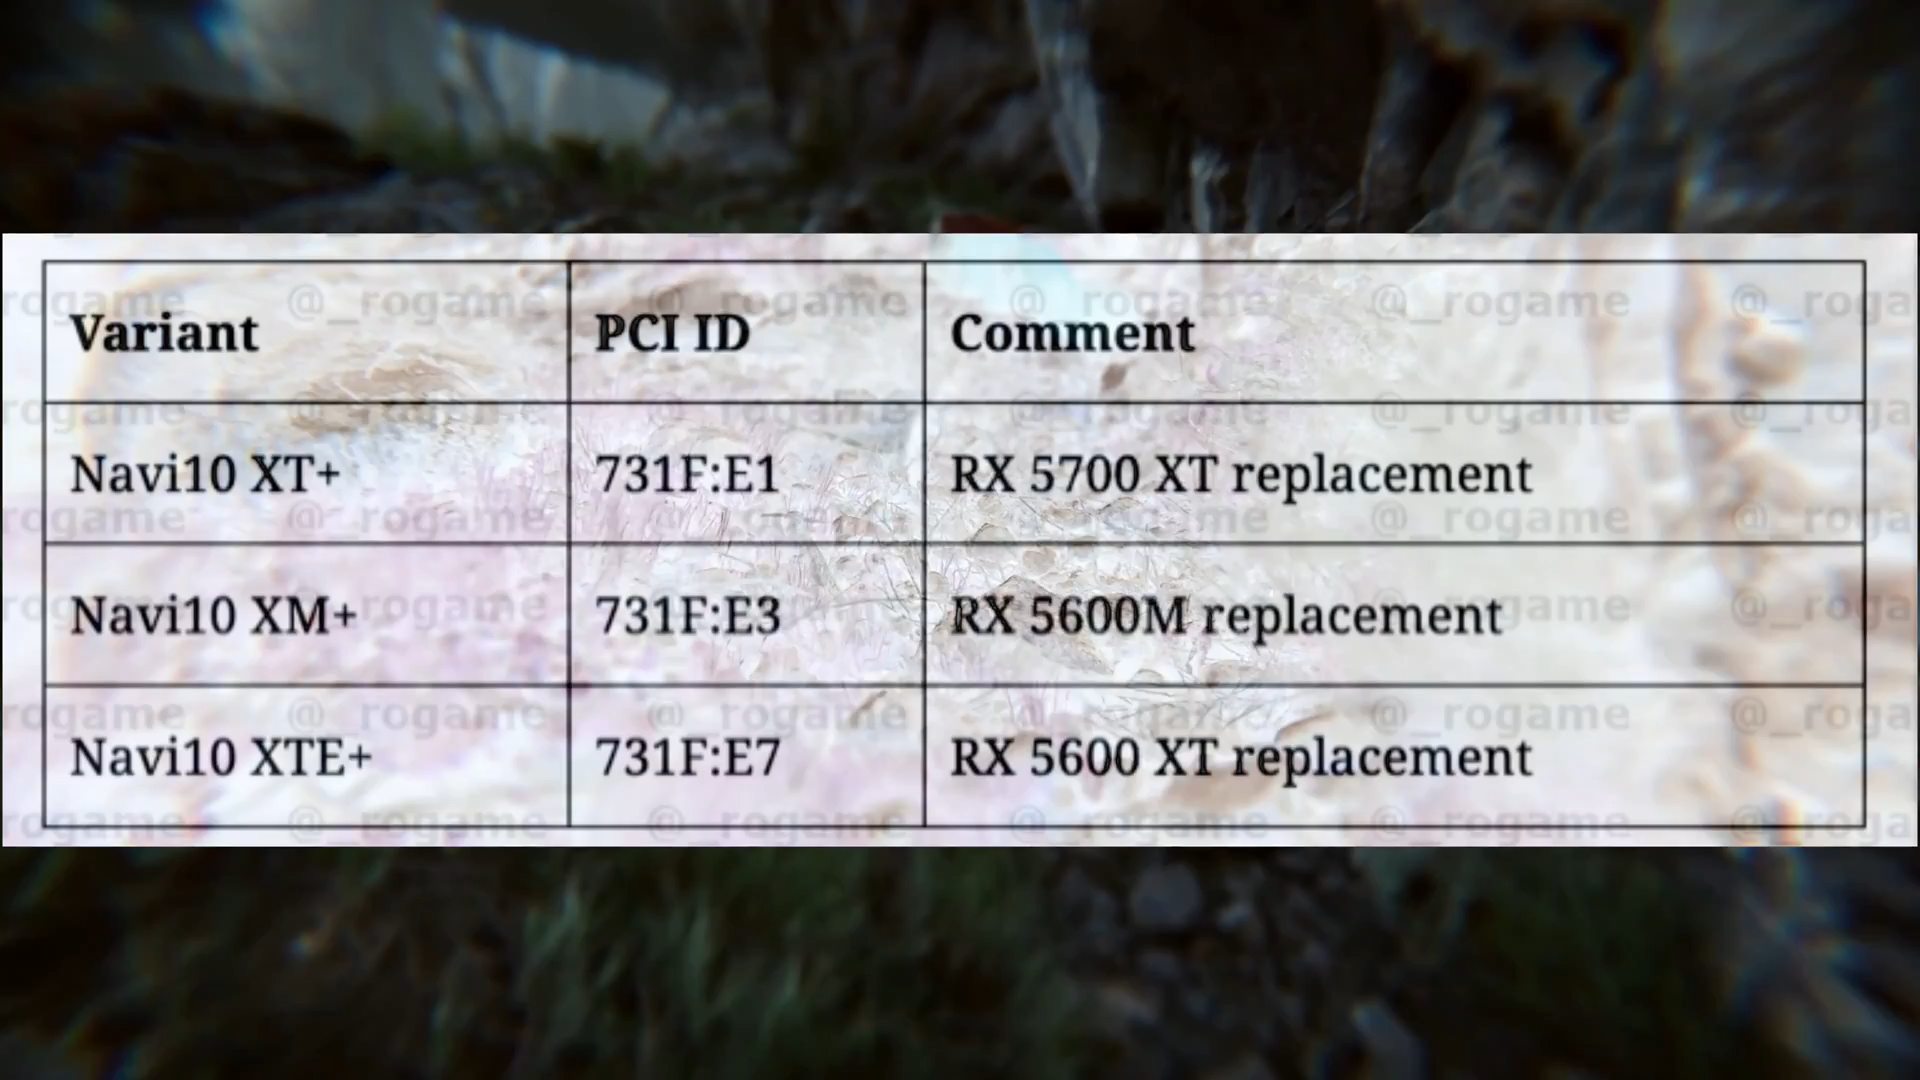 Variant PCI ID Comment
Navi10 XT+ 731F:E1 RX 5700 XT replacement
Navi10 XM+ 731F:E3 RX 5600M replacement
Navi10 XTE+ 731F:E7 RX 5600 XT replacement
@_rogame